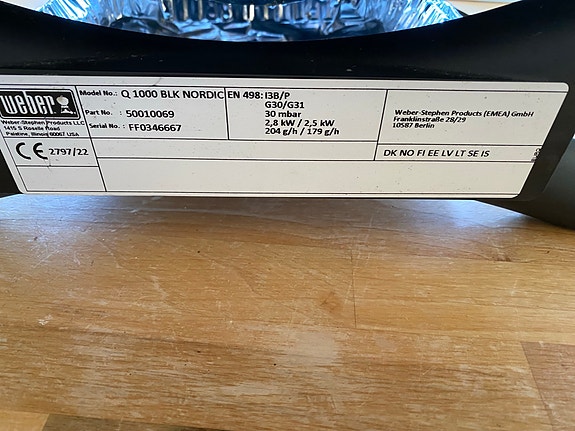 weber
Weber-Stephen Products LLC
1415 S Roselle Road
Palatine, Illinois 60067 USA
Model No.: Q 1000 BLK NORDIC
Part No. : 50010069
Serial No. : FF0346667
EN 498: I3B/P
G30/G31
30 mbar
2,8 kW / 2,5 kW
204 g/h / 179 g/h
Weber-Stephen Products (EMEA) GmbH
Franklinstraße 28/29
10587 Berlin
CE 2797/22
DK NO FI EE LV LT SE IS